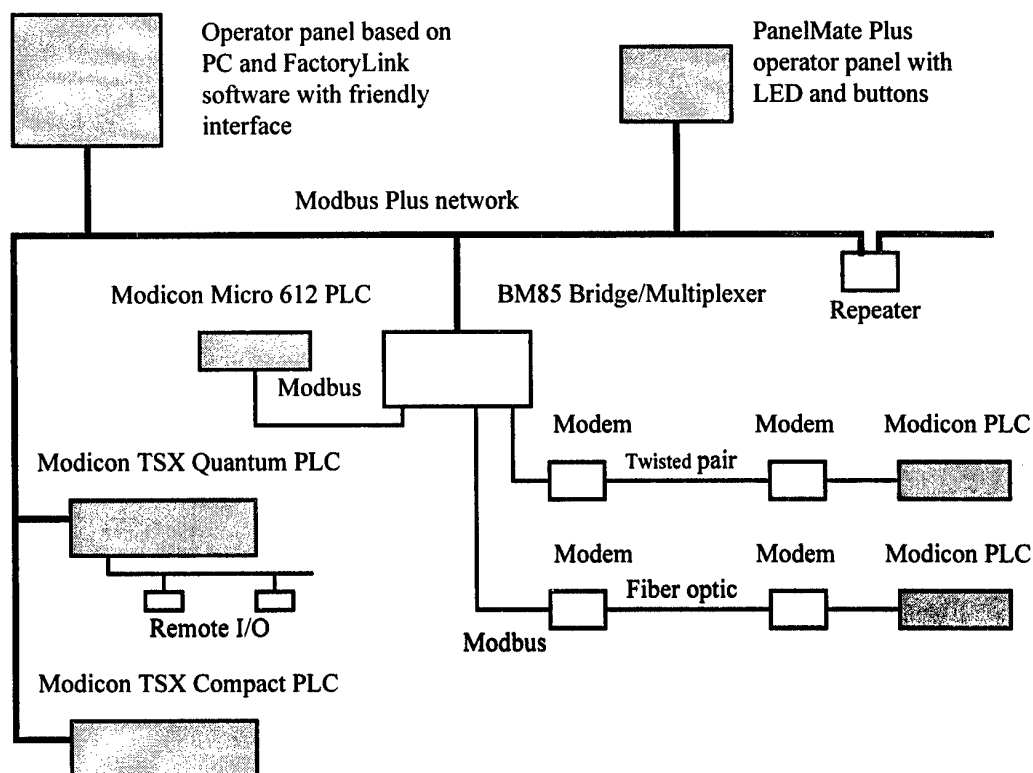 Operator panel based on
PC and FactoryLink
software with friendly
interface
PanelMate Plus
operator panel with
LED and buttons
Modbus Plus network
Modicon Micro 612 PLC
BM85 Bridge/Multiplexer
Repeater
Modbus
Modem
Modem
Modicon PLC
Twisted pair
Modicon TSX Quantum PLC
Modem
Modem
Modicon PLC
Fiber optic
Remote I/O
Modbus
Modicon TSX Compact PLC